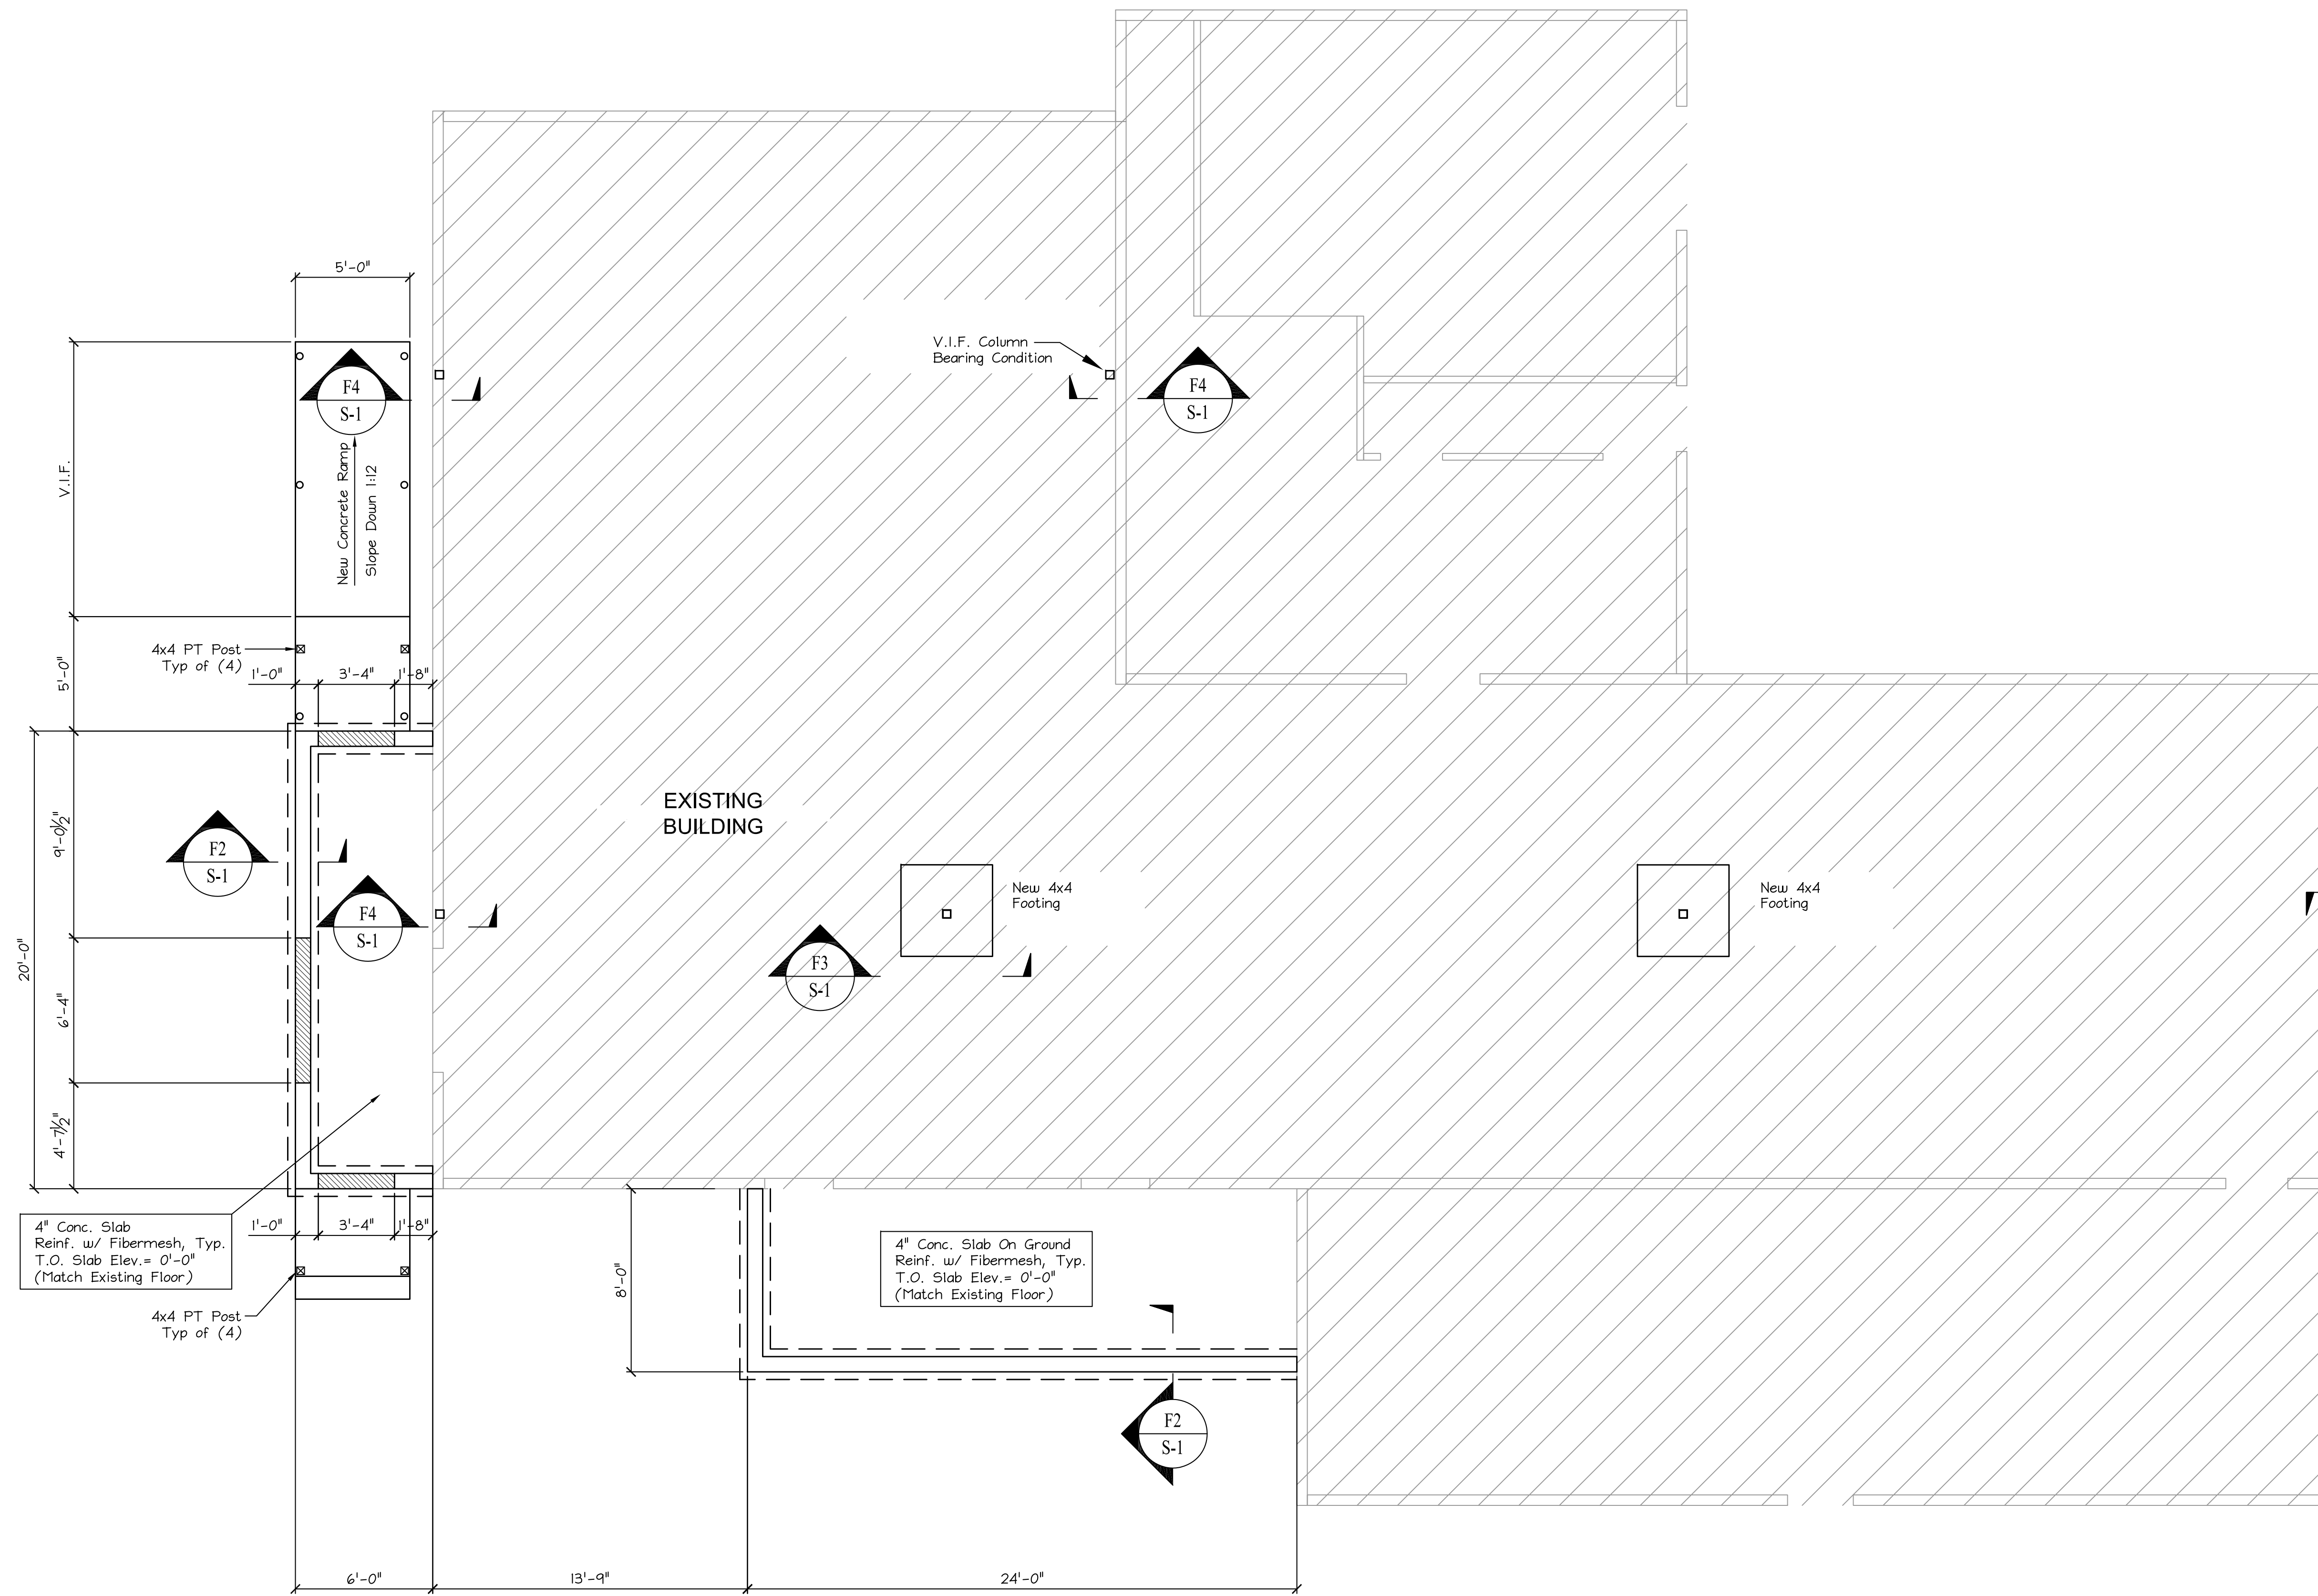 5'-0"
V.I.F. Column
Bearing Condition
F4
S-1
F4
S-1
V.I.F.
New Concrete Ramp
Slope Down 1:12
4x4 PT Post
Typ of (4)
5'-0"
1'-0"
3'-4"
1'-8"
EXISTING
BUILDING
9'-0½"
F2
S-1
New 4x4
Footing
New 4x4
Footing
F4
S-1
20'-0"
F3
S-1
6'-4"
4'-7½"
4" Conc. Slab
Reinf. w/ Fibermesh, Typ.
T.O. Slab Elev.= 0'-0"
(Match Existing Floor)
1'-0"
3'-4"
1'-8"
4x4 PT Post
Typ of (4)
8'-0"
4" Conc. Slab On Ground
Reinf. w/ Fibermesh, Typ.
T.O. Slab Elev.= 0'-0"
(Match Existing Floor)
F2
S-1
6'-0"
13'-9"
24'-0"